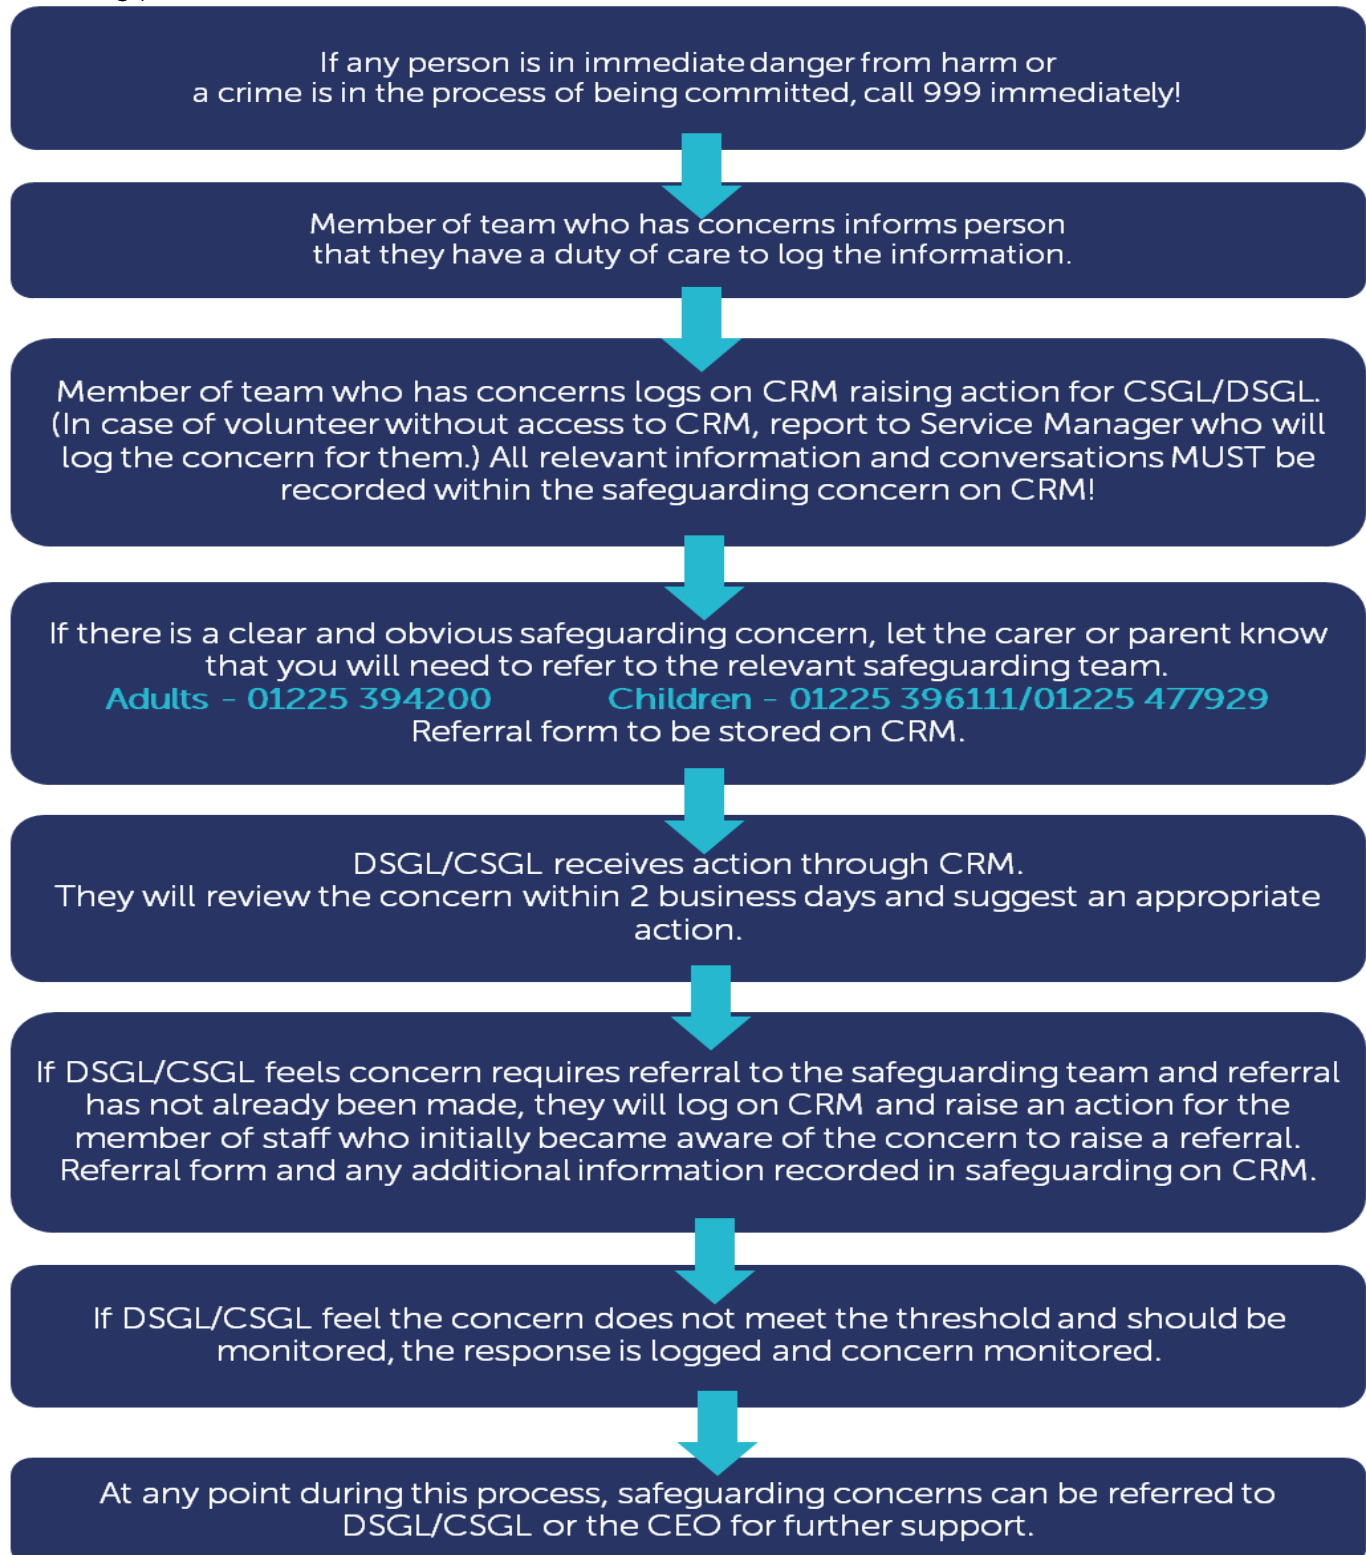 If any person is in immediate danger from harm or
a crime is in the process of being committed, call 999 immediately!
Member of team who has concerns informs person
that they have a duty of care to log the information.
Member of team who has concerns logs on CRM raising action for CSGL/DSGL.
(In case of volunteer without access to CRM, report to Service Manager who will
log the concern for them.) All relevant information and conversations MUST be
recorded within the safeguarding concern on CRM!
If there is a clear and obvious safeguarding concern, let the carer or parent know
that you will need to refer to the relevant safeguarding team.
Adults - 01225 394200 Children - 01225 396111/01225 477929
Referral form to be stored on CRM.
DSGL/CSGL receives action through CRM.
They will review the concern within 2 business days and suggest an appropriate
action.
If DSGL/CSGL feels concern requires referral to the safeguarding team and referral
has not already been made, they will log on CRM and raise an action for the
member of staff who initially became aware of the concern to raise a referral.
Referral form and any additional information recorded in safeguarding on CRM.
If DSGL/CSGL feel the concern does not meet the threshold and should be
monitored, the response is logged and concern monitored.
At any point during this process, safeguarding concerns can be referred to
DSGL/CSGL or the CEO for further support.